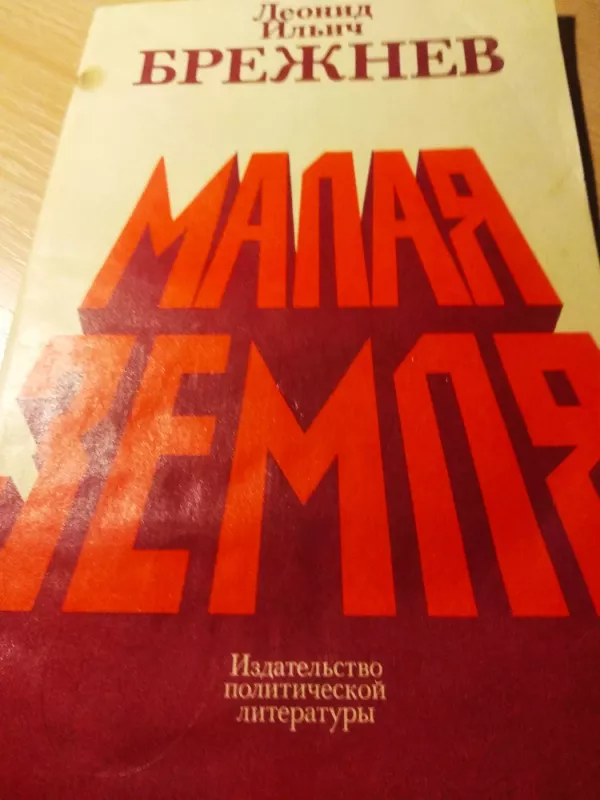 Леонид
Ильич
БРЕЖНЕВ
МАЛАЯ
ЗЕМЛЯ
Издательство
политической
литературы